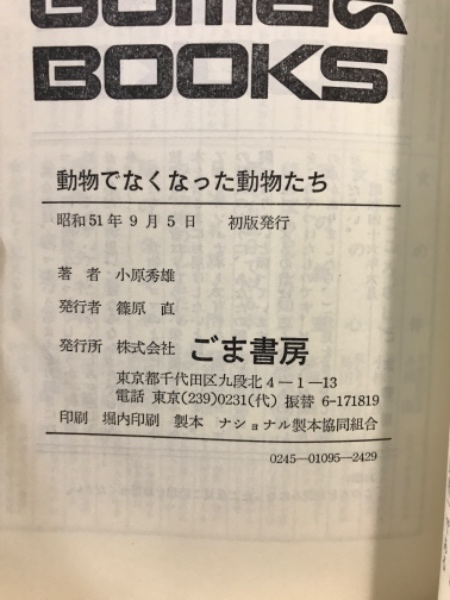 BOOKS
動物でなくなった動物たち
昭和51年9月5日 初版発行
著者 小原秀雄
発行者 篠原 直
発行所 株式会社 ごま書房
東京都千代田区九段北4―1―13
電話 東京(239)0231(代) 振替 6-171819
印刷 堀内印刷 製本 ナショナル製本協同組合
0245―01095―2429